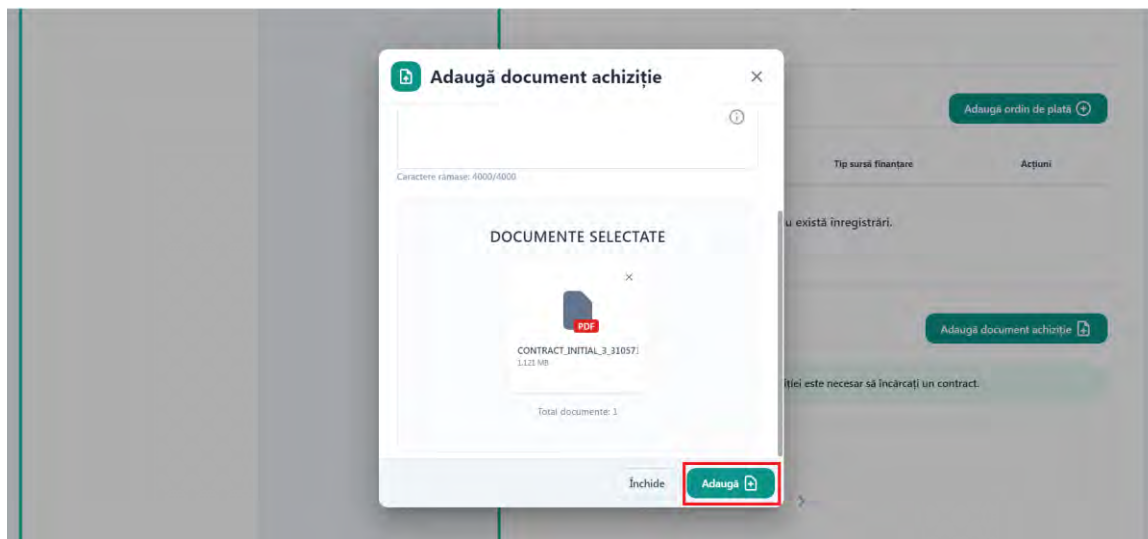 Adaugă document achiziție
Adaugă ordin de plată
Caractere rămase: 4000/4000
Tip sursă finanțare
Acțiuni
u există înregistrări.
DOCUMENTE SELECTATE
PDF
CONTRACT_INITIAL_3_31057
1.121 MB
Adaugă document achiziție
iției este necesar să încărcați un contract.
Total documente: 1
Închide
Adaugă